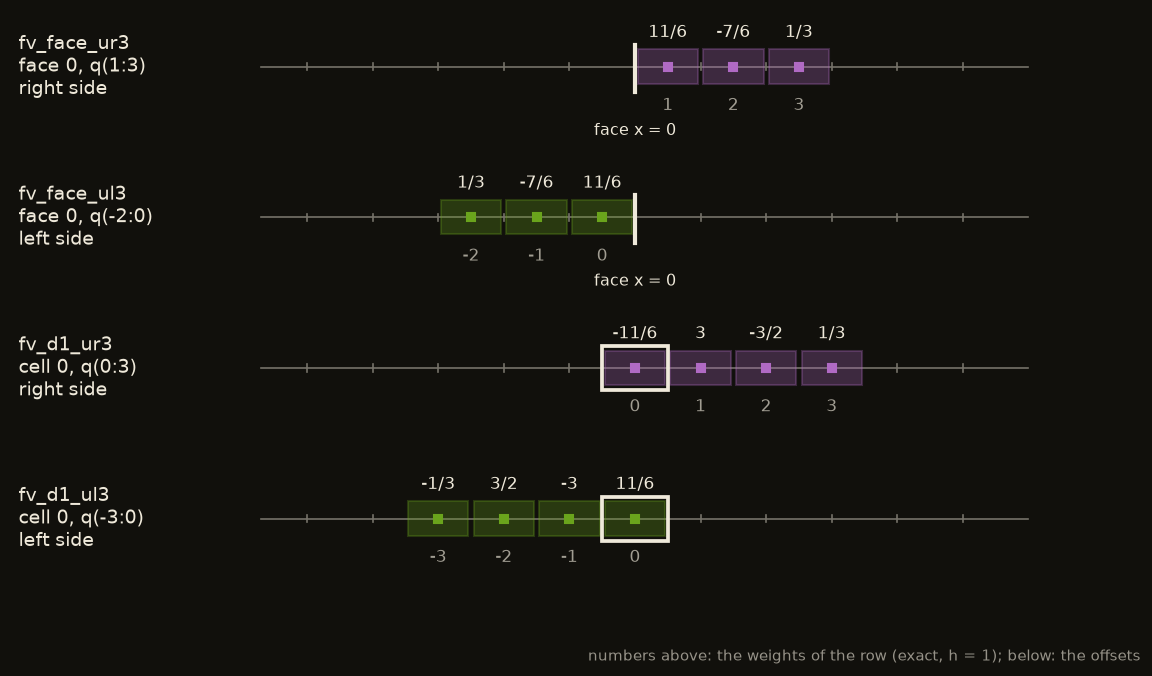 fv_face_ur3
face 0, q(1:3)
right side
11/6 -7/6 1/3
1 2 3
face x = 0
fv_face_ul3
face 0, q(-2:0)
left side
1/3 -7/6 11/6
-2 -1 0
face x = 0
fv_d1_ur3
cell 0, q(0:3)
right side
-11/6 3 -3/2 1/3
0 1 2 3
fv_d1_ul3
cell 0, q(-3:0)
left side
-1/3 3/2 -3 11/6
-3 -2 -1 0
numbers above: the weights of the row (exact, h = 1); below: the offsets